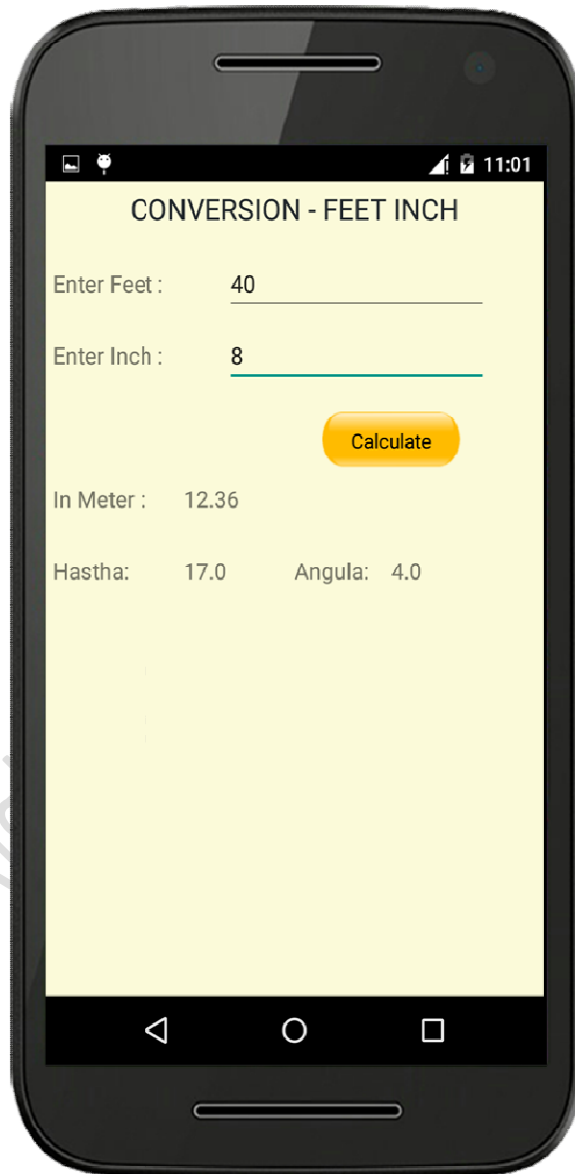 11:01
CONVERSION - FEET INCH
Enter Feet : 40
Enter Inch : 8
Calculate
In Meter : 12.36
Hastha: 17.0 Angula: 4.0